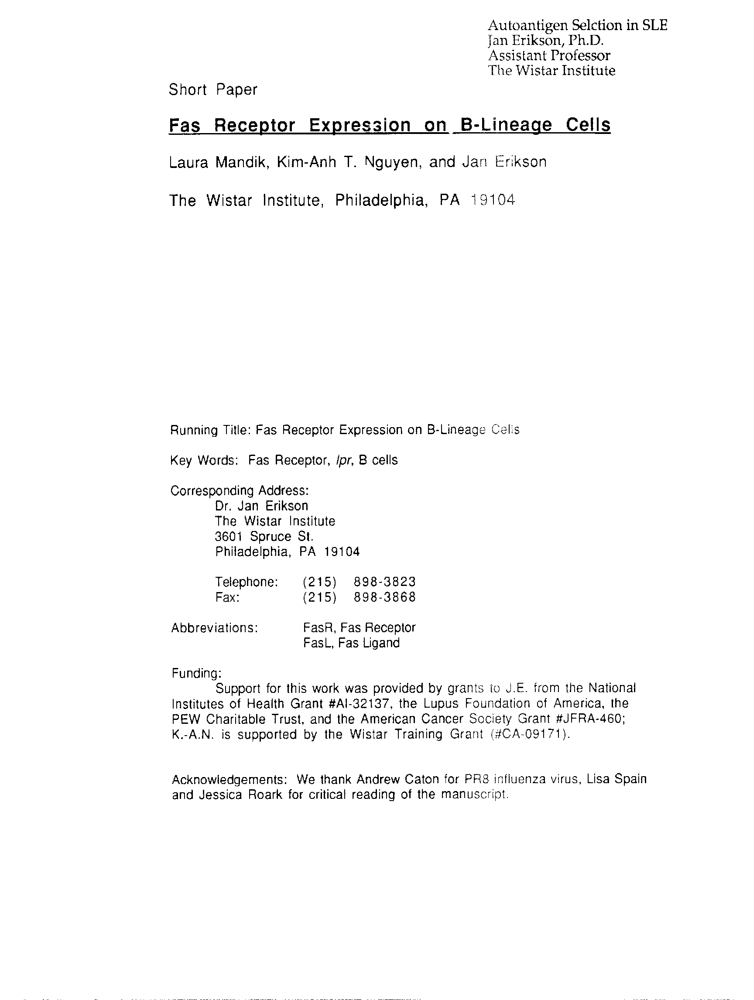 Autoantigen Selction in SLE
Jan Erikson, Ph.D.
Assistant Professor
The Wistar Institute
Short Paper
Fas Receptor Expression on B-Lineage Cells
Laura Mandik, Kim-Anh T. Nguyen, and Jan Erikson
The Wistar Institute, Philadelphia, PA 19104
Running Title: Fas Receptor Expression on B-Lineage Cells
Key Words: Fas Receptor, lpr, B cells
Corresponding Address:
Dr. Jan Erikson
The Wistar Institute
3601 Spruce St.
Philadelphia, PA 19104
Telephone: (215) 898-3823
Fax: (215) 898-3868
Abbreviations: FasR, Fas Receptor
FasL, Fas Ligand
Funding:
Support for this work was provided by grants to J.E. from the National
Institutes of Health Grant #AI-32137, the Lupus Foundation of America, the
PEW Charitable Trust, and the American Cancer Society Grant #JFRA-460;
K.-A.N. is supported by the Wistar Training Grant (#CA-09171).
Acknowledgements: We thank Andrew Caton for PR8 influenza virus, Lisa Spain
and Jessica Roark for critical reading of the manuscript.